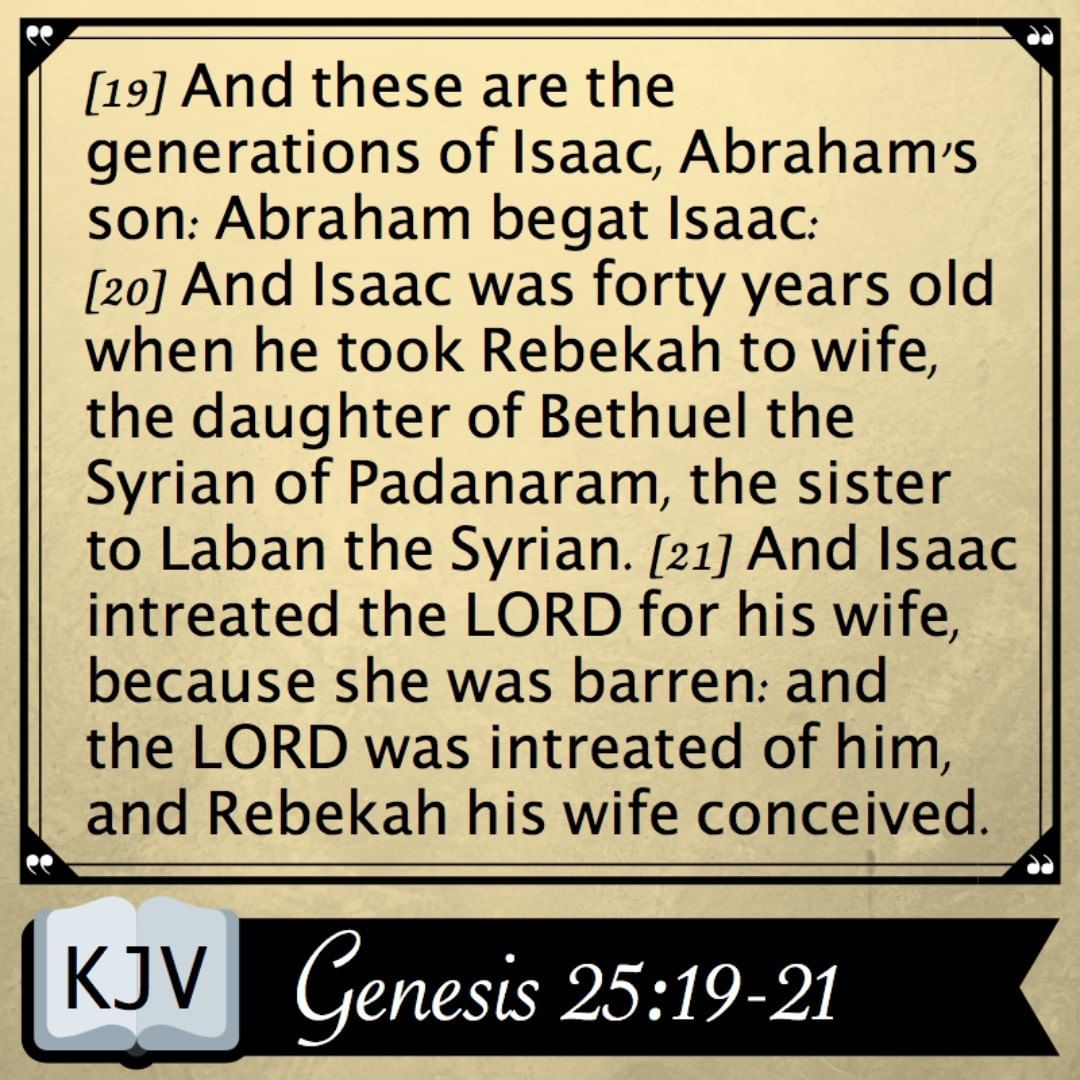 [19] And these are the
generations of Isaac, Abraham's
son: Abraham begat Isaac:
[20] And Isaac was forty years old
when he took Rebekah to wife,
the daughter of Bethuel the
Syrian of Padanaram, the sister
to Laban the Syrian. [21] And Isaac
intreated the LORD for his wife,
because she was barren: and
the LORD was intreated of him,
and Rebekah his wife conceived.
KJV
Genesis 25:19-21